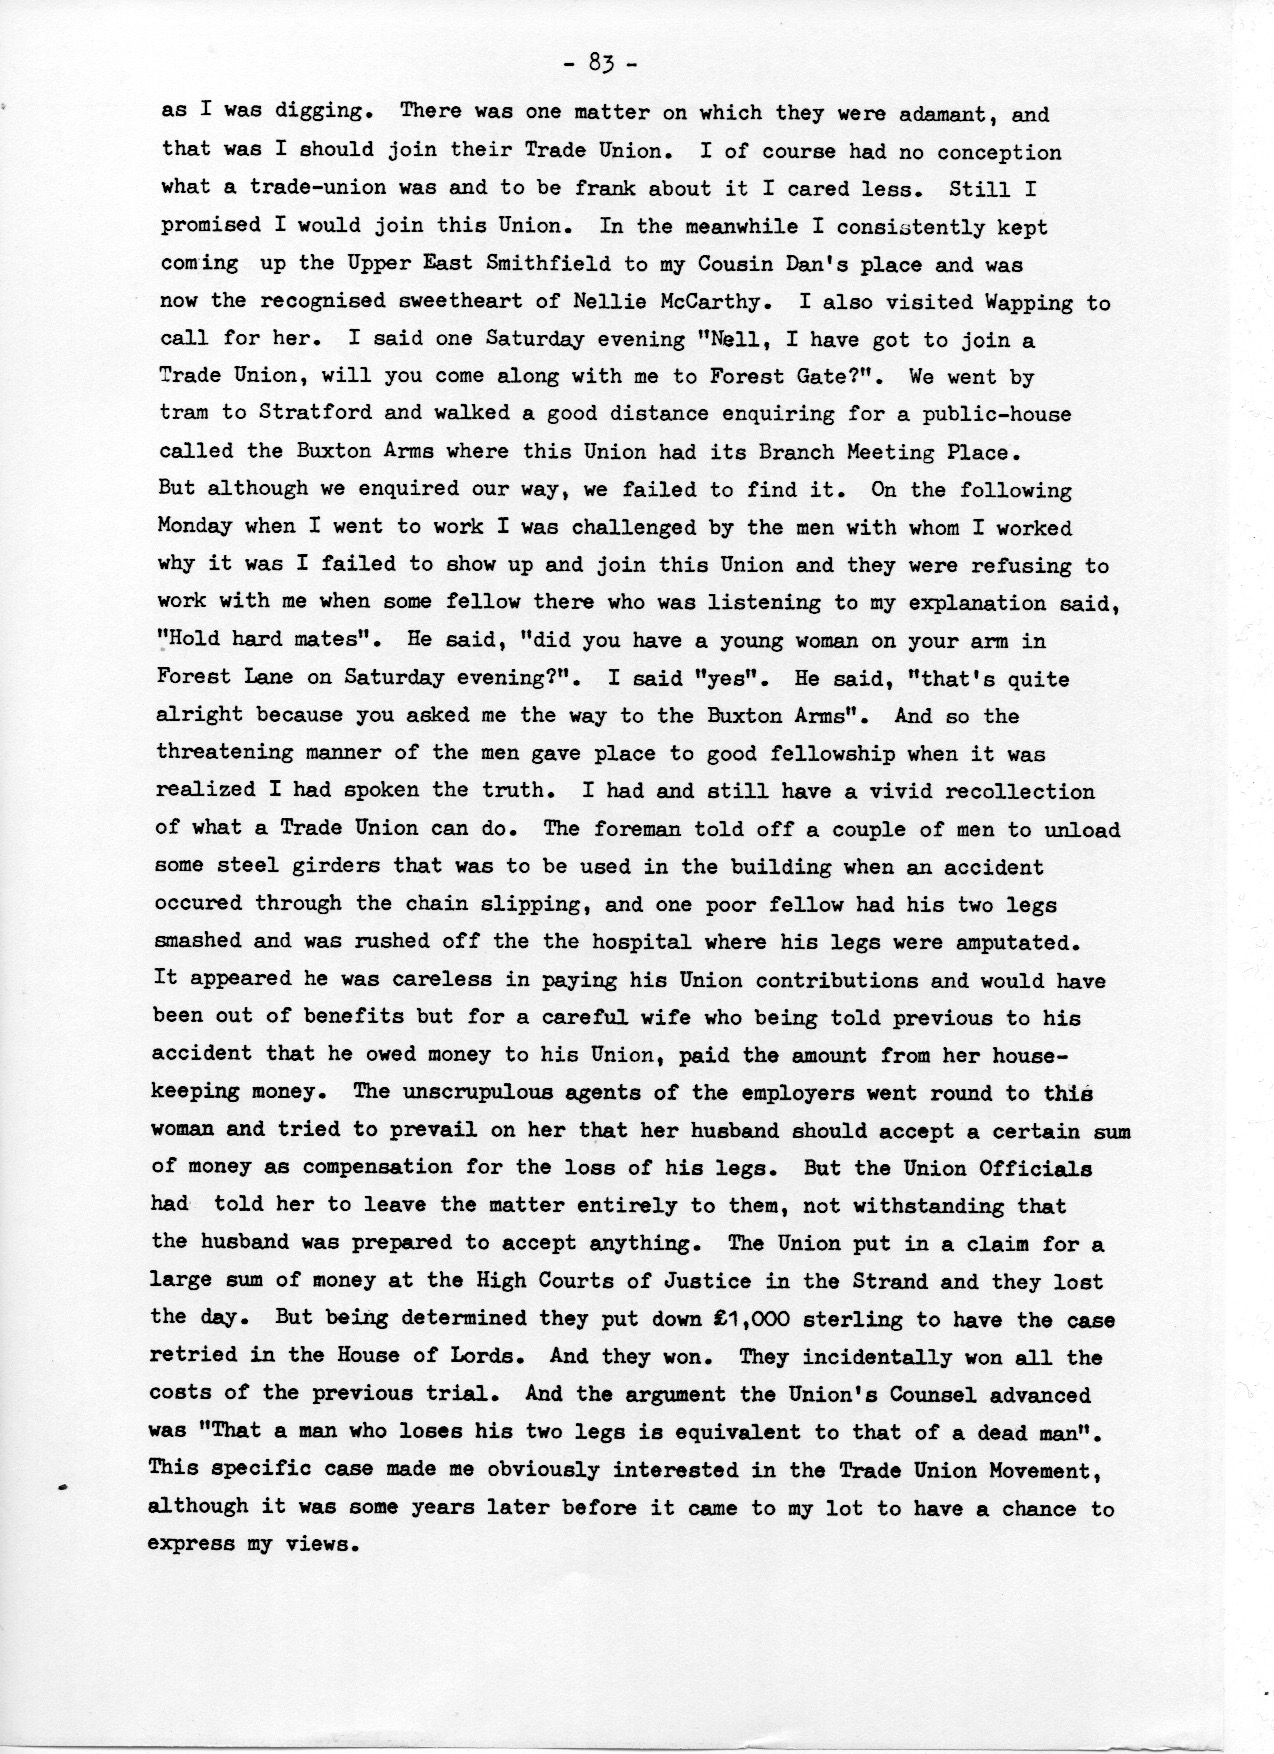 - 83 -
as I was digging. There was one matter on which they were adamant, and
that was I should join their Trade Union. I of course had no conception
what a trade-union was and to be frank about it I cared less. Still I
promised I would join this Union. In the meanwhile I consistently kept
coming up the Upper East Smithfield to my Cousin Dan's place and was
now the recognised sweetheart of Nellie McCarthy. I also visited Wapping to
call for her. I said one Saturday evening "Nell, I have got to join a
Trade Union, will you come along with me to Forest Gate?". We went by
tram to Stratford and walked a good distance enquiring for a public-house
called the Buxton Arms where this Union had its Branch Meeting Place.
But although we enquired our way, we failed to find it. On the following
Monday when I went to work I was challenged by the men with whom I worked
why it was I failed to show up and join this Union and they were refusing to
work with me when some fellow there who was listening to my explanation said,
"Hold hard mates". He said, "did you have a young woman on your arm in
Forest Lane on Saturday evening?". I said "yes". He said, "that's quite
alright because you asked me the way to the Buxton Arms". And so the
threatening manner of the men gave place to good fellowship when it was
realized I had spoken the truth. I had and still have a vivid recollection
of what a Trade Union can do. The foreman told off a couple of men to unload
some steel girders that was to be used in the building when an accident
occured through the chain slipping, and one poor fellow had his two legs
smashed and was rushed off the the hospital where his legs were amputated.
It appeared he was careless in paying his Union contributions and would have
been out of benefits but for a careful wife who being told previous to his
accident that he owed money to his Union, paid the amount from her house-
keeping money. The unscrupulous agents of the employers went round to this
woman and tried to prevail on her that her husband should accept a certain sum
of money as compensation for the loss of his legs. But the Union Officials
had told her to leave the matter entirely to them, not withstanding that
the husband was prepared to accept anything. The Union put in a claim for a
large sum of money at the High Courts of Justice in the Strand and they lost
the day. But being determined they put down £1,000 sterling to have the case
retried in the House of Lords. And they won. They incidentally won all the
costs of the previous trial. And the argument the Union's Counsel advanced
was "That a man who loses his two legs is equivalent to that of a dead man".
This specific case made me obviously interested in the Trade Union Movement,
although it was some years later before it came to my lot to have a chance to
express my views.